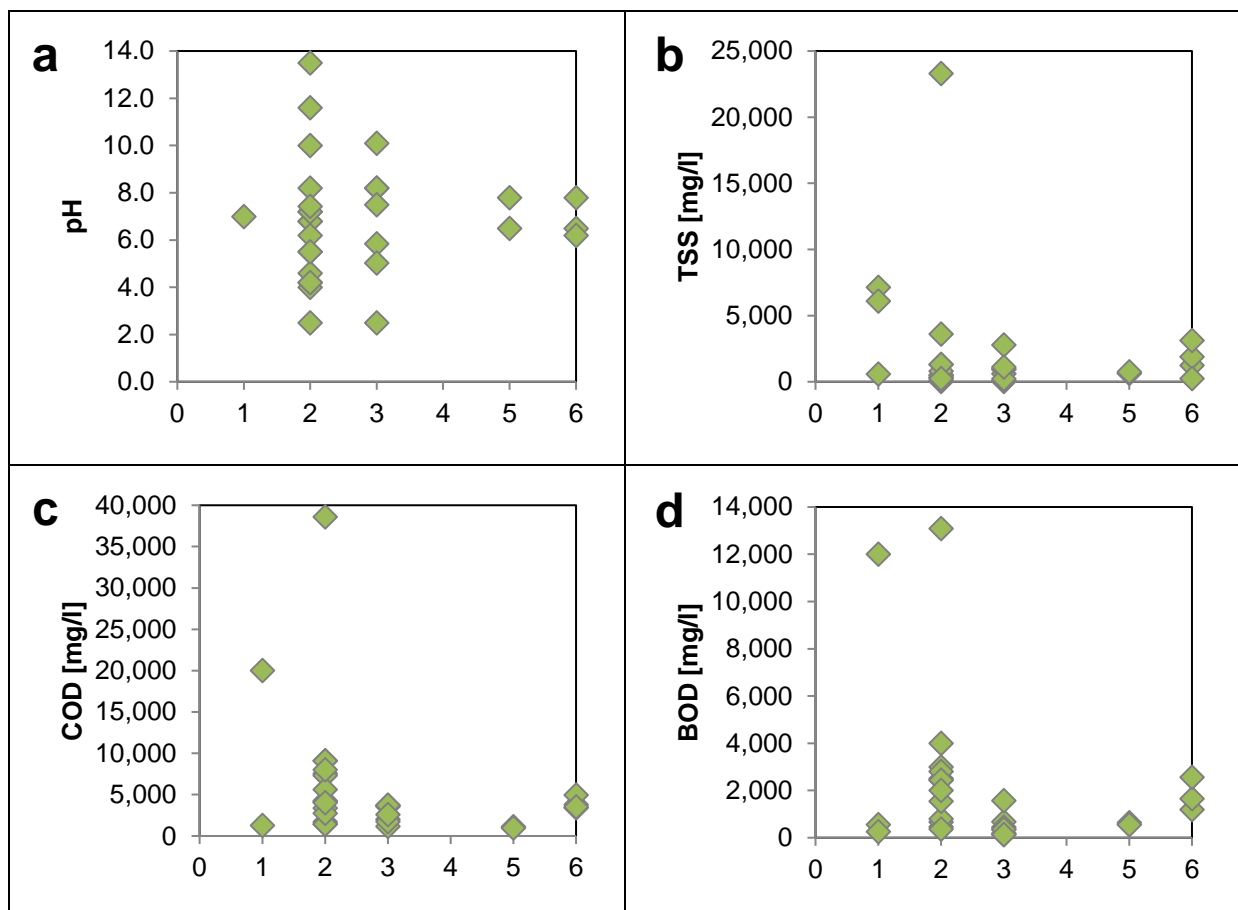 a
pH
14.0
12.0
10.0
8.0
6.0
4.0
2.0
0.0
0 1 2 3 4 5 6
b
TSS [mg/l]
25,000
20,000
15,000
10,000
5,000
0
0 1 2 3 4 5 6
c
COD [mg/l]
40,000
35,000
30,000
25,000
20,000
15,000
10,000
5,000
0
0 1 2 3 4 5 6
d
BOD [mg/l]
14,000
12,000
10,000
8,000
6,000
4,000
2,000
0
0 1 2 3 4 5 6